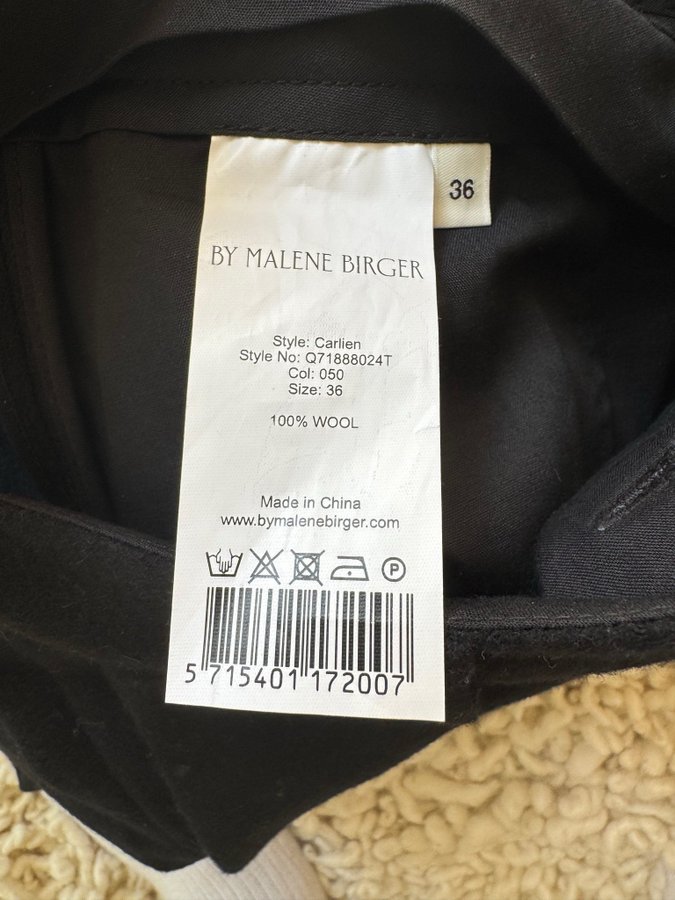 36
BY MALENE BIRGER
Style: Carlien
Style No: Q71888024T
Col: 050
Size: 36
100% WOOL
Made in China
www.bymalenebirger.com
P
5 715401 172007